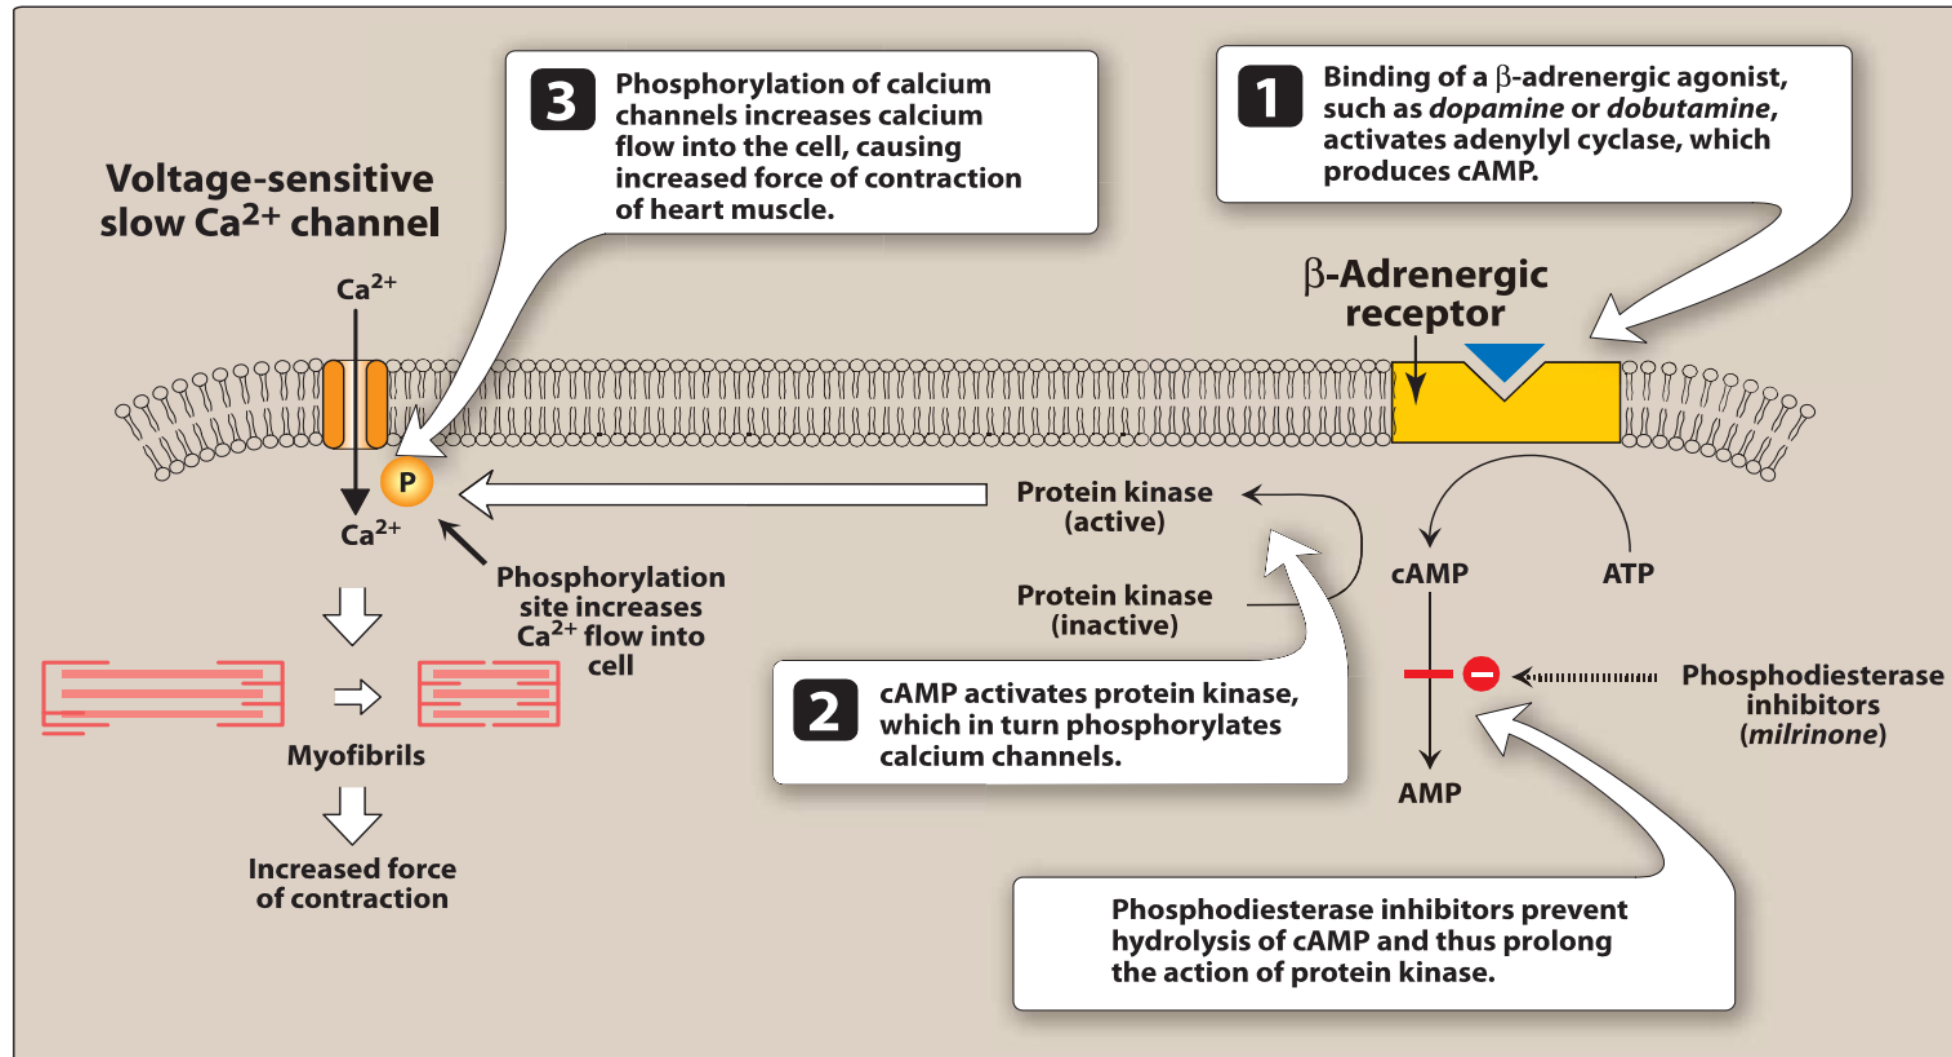 3
Phosphorylation of calcium
channels increases calcium
flow into the cell, causing
increased force of contraction
of heart muscle.
1
Binding of a β-adrenergic agonist,
such as dopamine or dobutamine,
activates adenylyl cyclase, which
produces cAMP.
Voltage-sensitive
slow Ca²⁺ channel
Ca²⁺
β-Adrenergic
receptor
P
Ca²⁺
Protein kinase
(active)
cAMP
ATP
Phosphorylation
site increases
Ca²⁺ flow into
cell
Protein kinase
(inactive)
2
cAMP activates protein kinase,
which in turn phosphorylates
calcium channels.
Phosphodiesterase
inhibitors
(milrinone)
Myofibrils
AMP
Increased force
of contraction
Phosphodiesterase inhibitors prevent
hydrolysis of cAMP and thus prolong
the action of protein kinase.